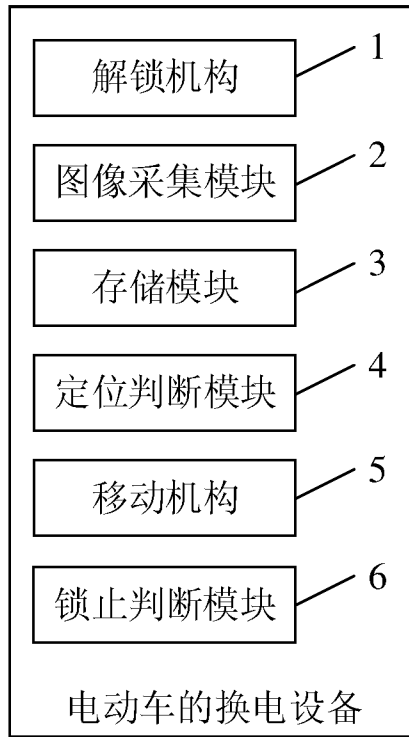 解锁机构 1
图像采集模块 2
存储模块 3
定位判断模块 4
移动机构 5
锁止判断模块 6
电动车的换电设备